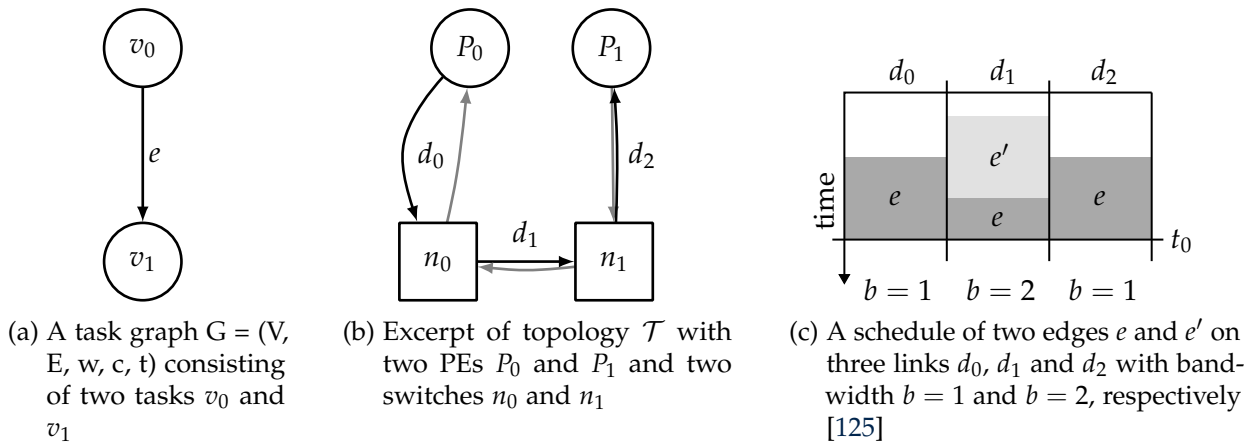 v0
e
v1
P0
P1
d0
d2
d1
n0
n1
d0 d1 d2
time
e
e′
e
e
t0
b = 1 b = 2 b = 1
(a) A task graph G = (V,
E, w, c, t) consisting
of two tasks v0 and
v1
(b) Excerpt of topology 𝒯 with
two PEs P0 and P1 and two
switches n0 and n1
(c) A schedule of two edges e and e′ on
three links d0, d1 and d2 with band-
width b = 1 and b = 2, respectively
[125]